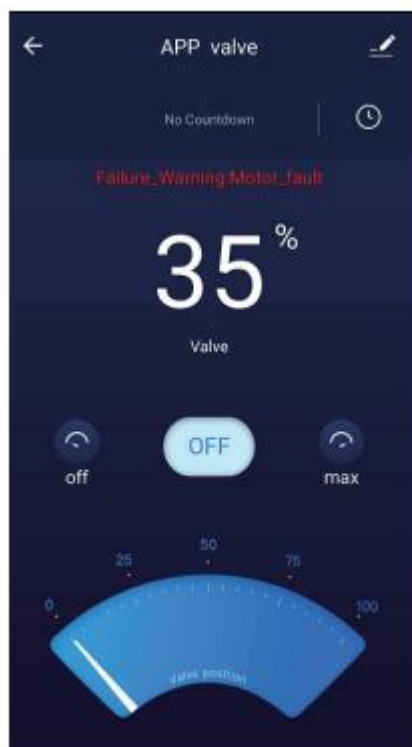 APP valve
No Countdown
Failure_Warning:Motor_fault
35%
Valve
OFF
off
max
0
25
50
75
100
valve position